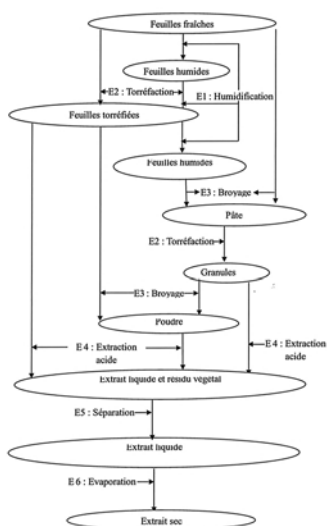 Feuilles fraîches
Feuilles humides
E2 : Torréfaction
E1 : Humidification
Feuilles torréfiées
Feuilles humides
E3 : Broyage
Pâte
E2 : Torréfaction
Granules
E3 : Broyage
Poudre
E 4 : Extraction
acide
E 4 : Extraction
acide
Extrait liquide et résidu végétal
E5 : Séparation
Extrait liquide
E 6 : Evaporation
Extrait sec